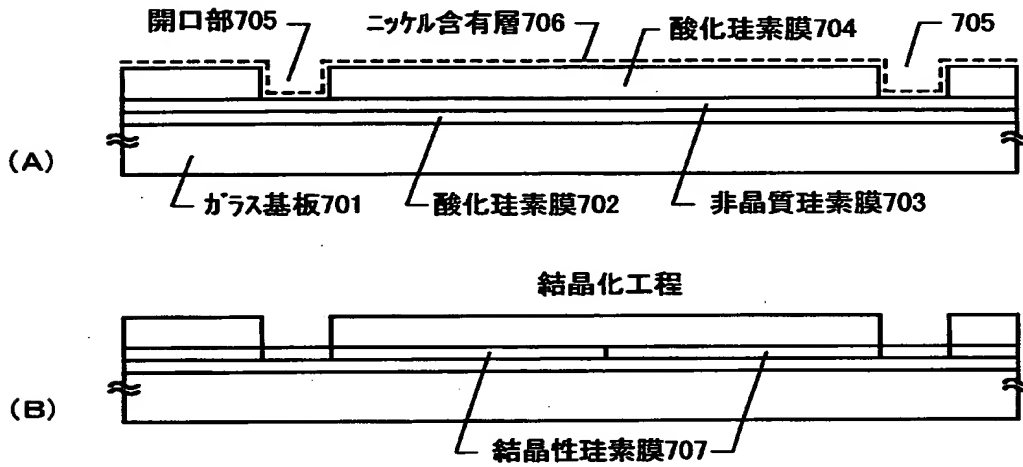 開口部705
ニッケル含有層706
酸化珪素膜704
705
(A)
ガラス基板701
酸化珪素膜702
非晶質珪素膜703
結晶化工程
(B)
結晶性珪素膜707